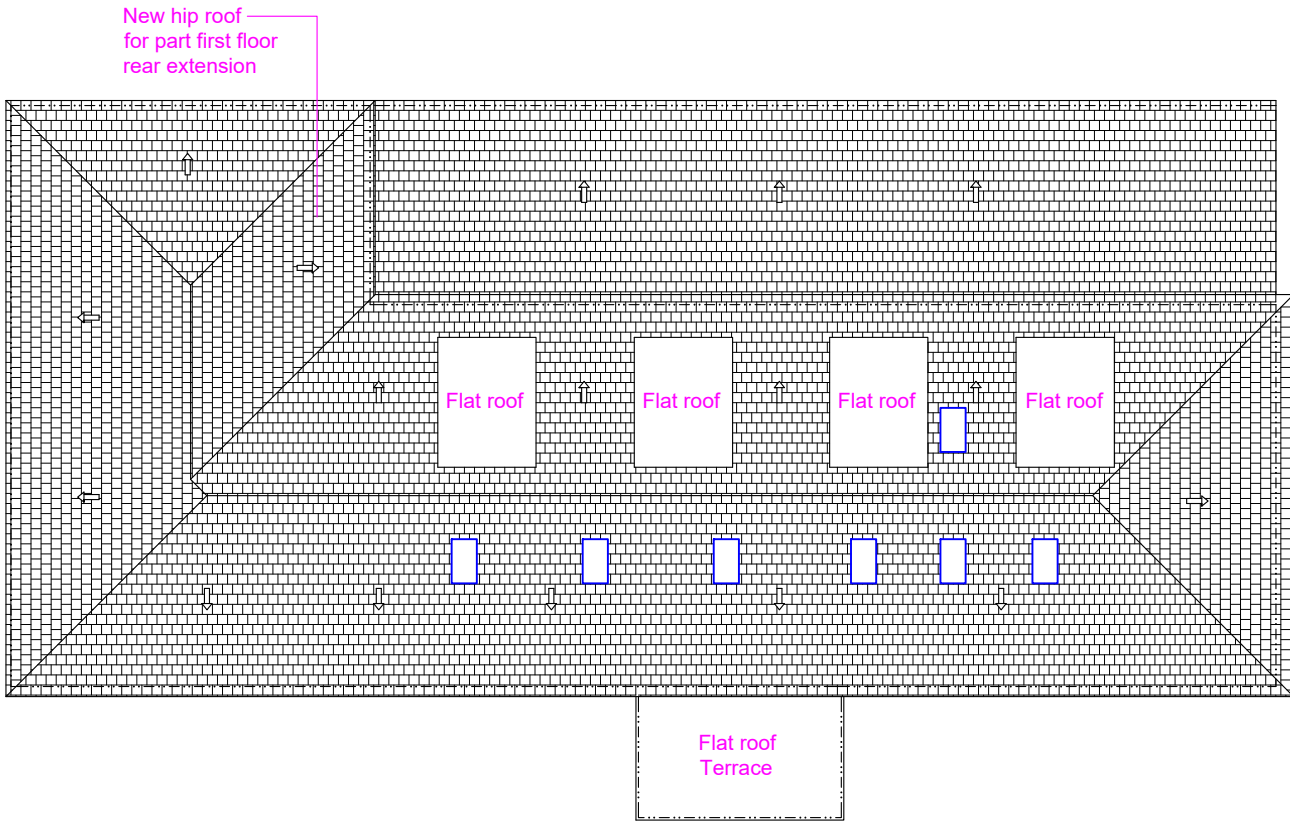 New hip roof
for part first floor
rear extension
Flat roof
Flat roof
Flat roof
Flat roof
Flat roof
Terrace